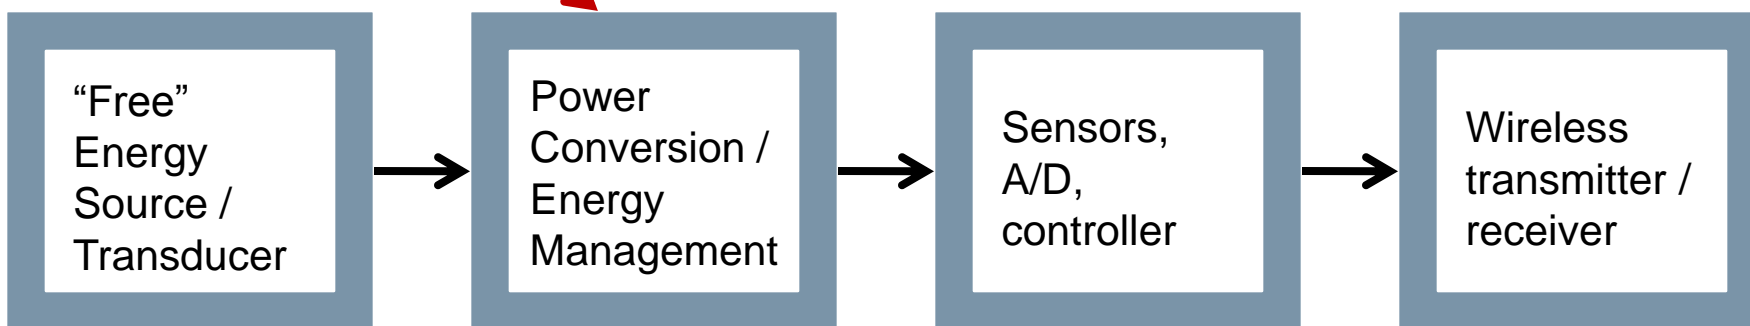 “Free”
Energy
Source /
Transducer
Power
Conversion /
Energy
Management
Sensors,
A/D,
controller
Wireless
transmitter /
receiver